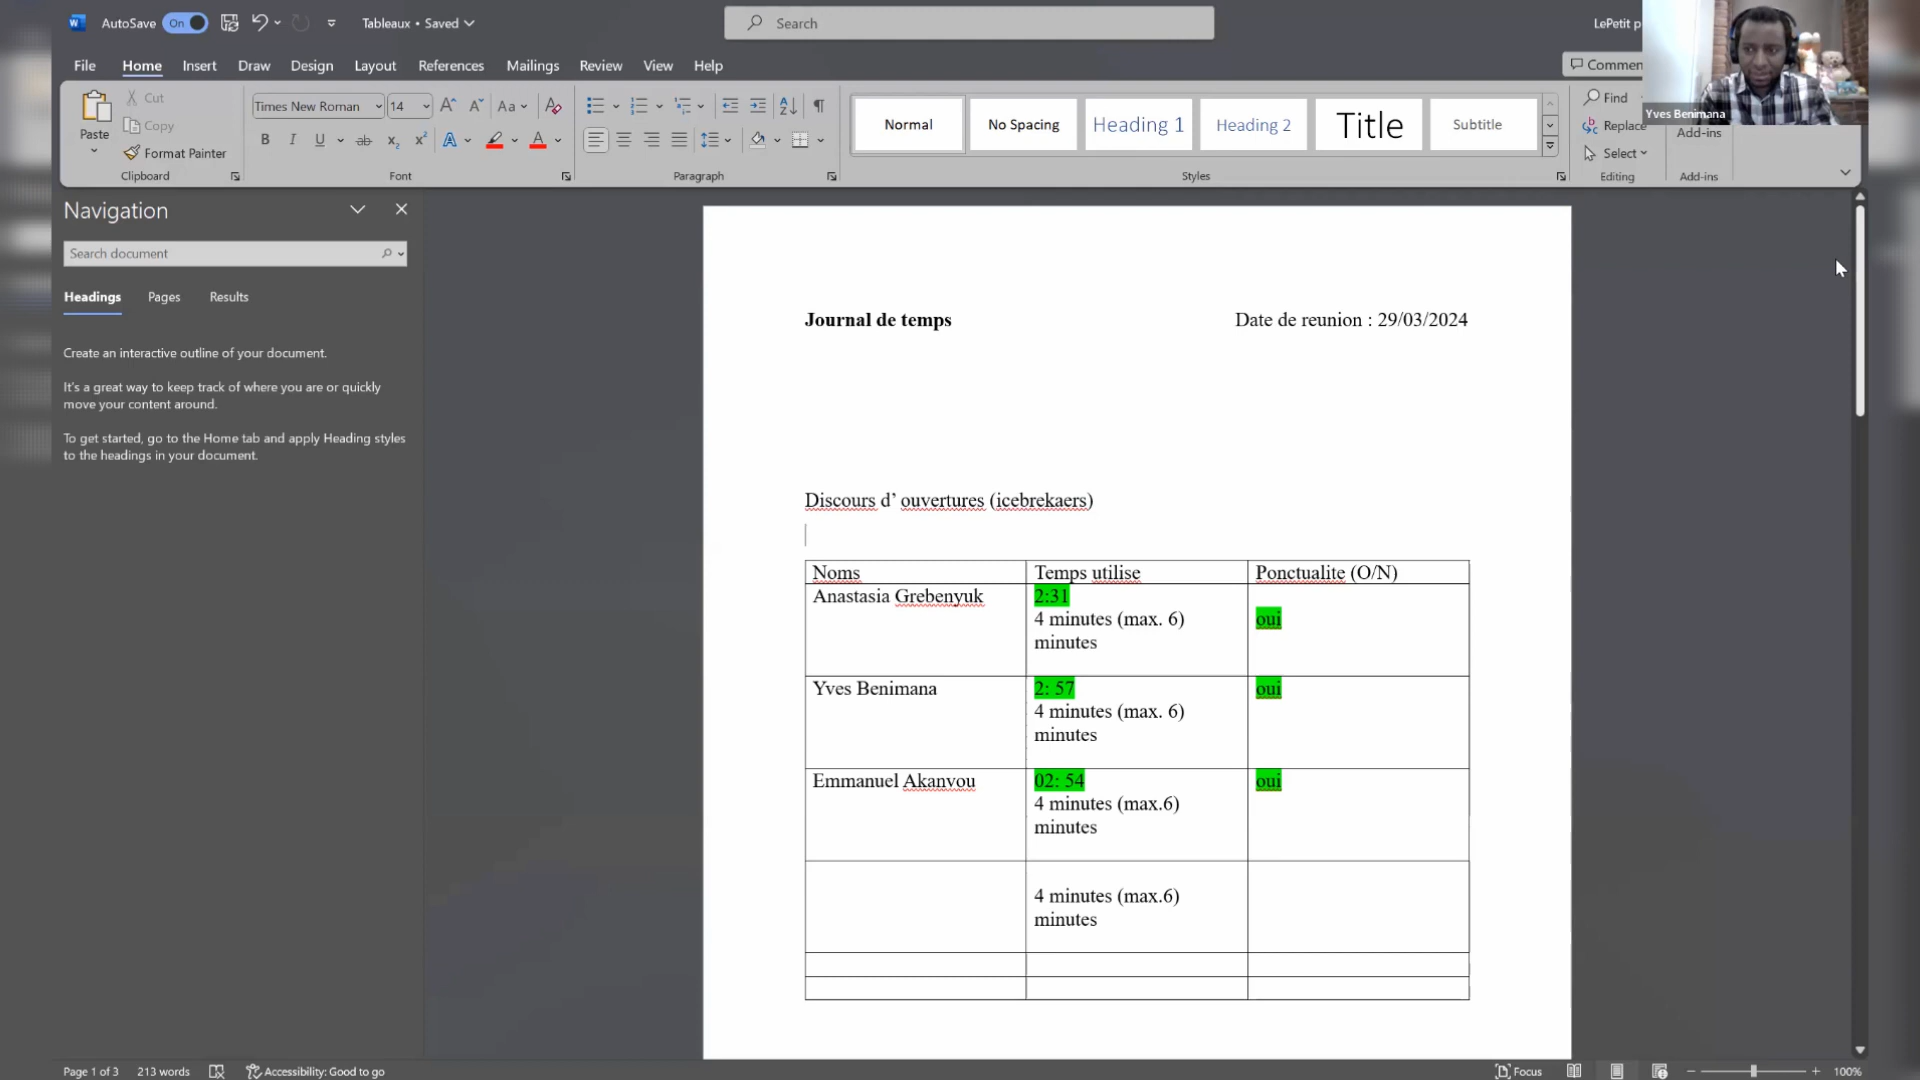 AutoSave On Tableaux • Saved Search LePetit p
File Home Insert Draw Design Layout References Mailings Review View Help Commen
Paste Cut Copy Format Painter
Times New Roman 14
Normal No Spacing Heading 1 Heading 2 Title Subtitle
Find Replace Select
Add-ins
Clipboard Font Paragraph Styles Editing Add-ins
Yves Benimana
Navigation
Search document
Headings Pages Results
Create an interactive outline of your document.
It's a great way to keep track of where you are or quickly
move your content around.
To get started, go to the Home tab and apply Heading styles
to the headings in your document.
Journal de temps Date de reunion : 29/03/2024
Discours d' ouvertures (icebrekaers)
Noms Temps utilise Ponctualite (O/N)
Anastasia Grebenyuk 2:31
4 minutes (max. 6) oui
minutes
Yves Benimana 2: 57 oui
4 minutes (max. 6)
minutes
Emmanuel Akanvou 02: 54 oui
4 minutes (max.6)
minutes
4 minutes (max.6)
minutes
Page 1 of 3 213 words Accessibility: Good to go Focus 100%